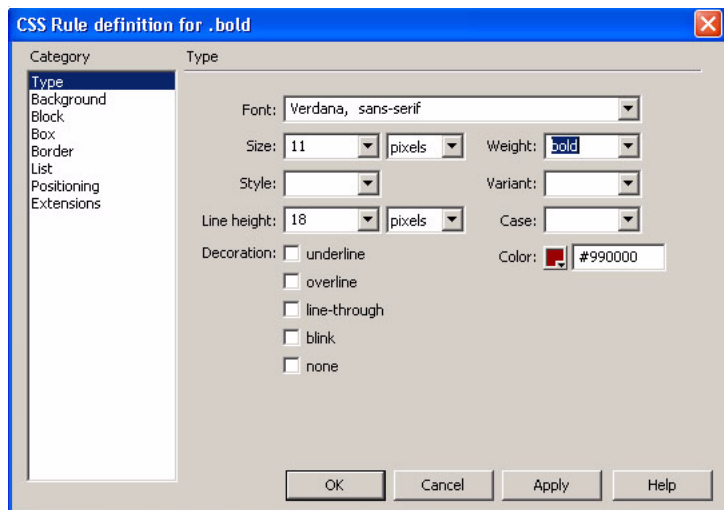 CSS Rule definition for .bold
Category
Type
Background
Block
Box
Border
List
Positioning
Extensions
Type
Font: Verdana, sans-serif
Size: 11 pixels Weight: bold
Style: Variant:
Line height: 18 pixels Case:
Decoration: underline Color: #990000
overline
line-through
blink
none
OK Cancel Apply Help